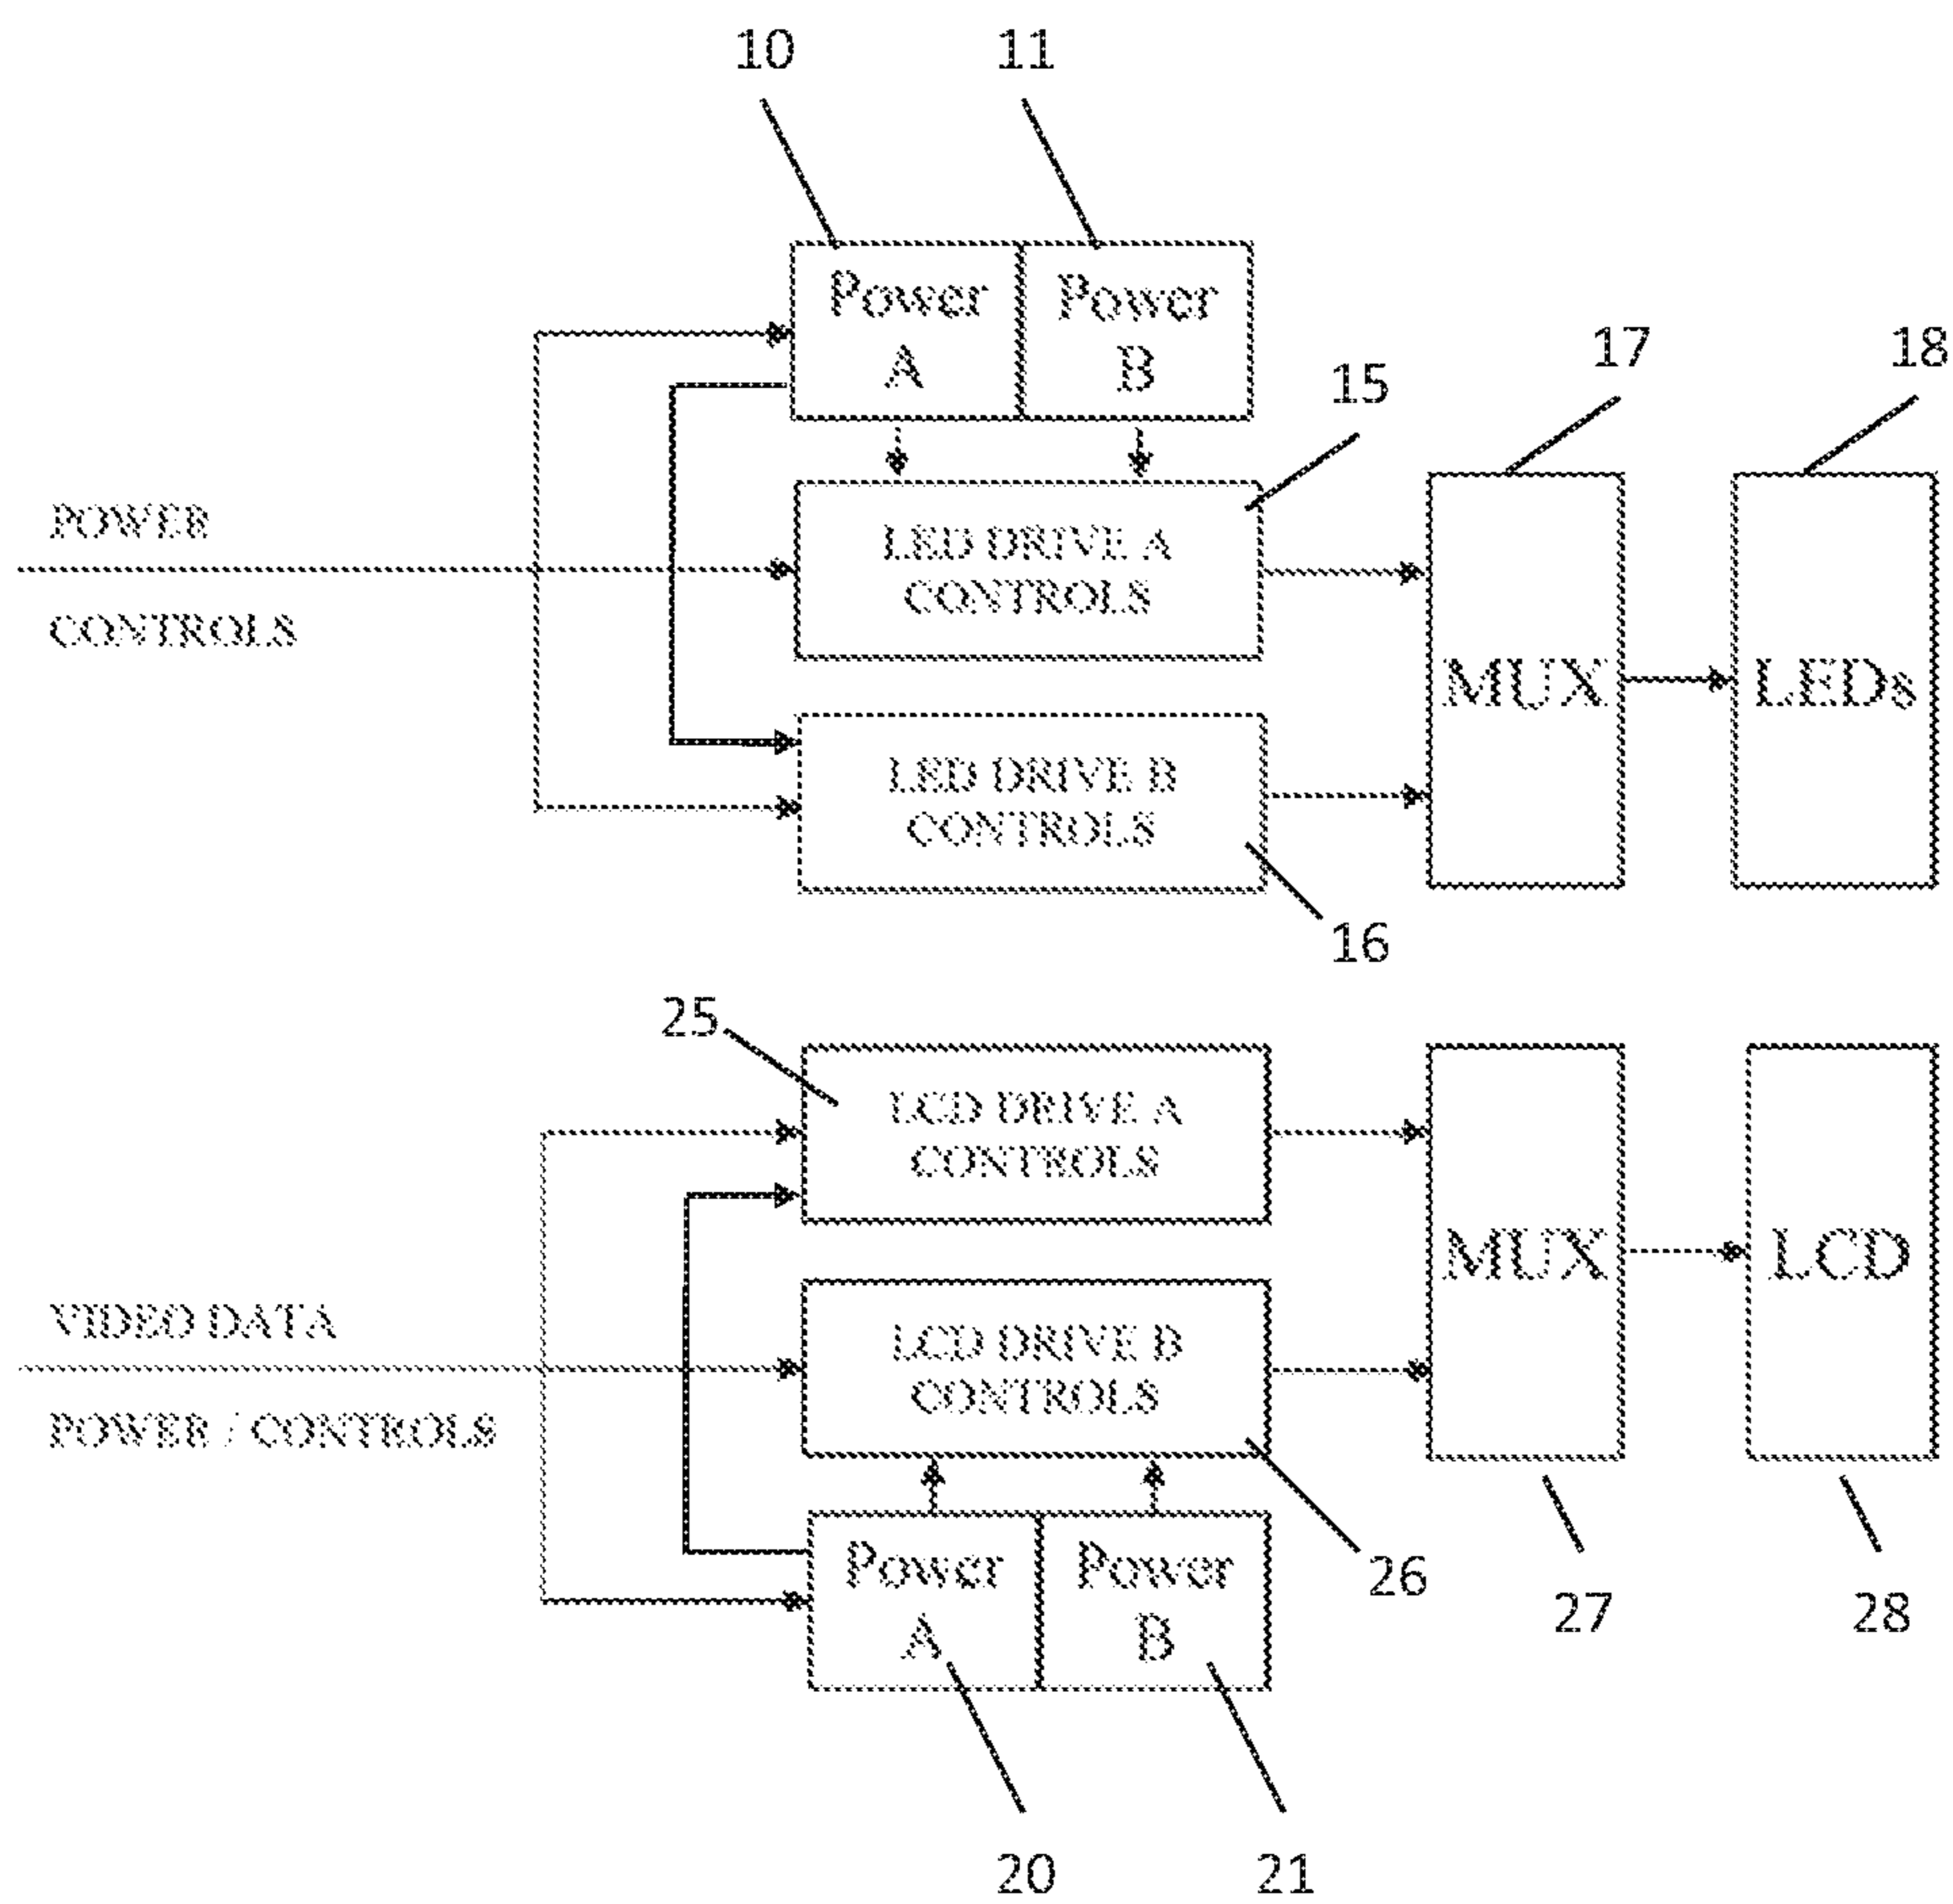 10
11
Power
A
Power
B
17
18
15
POWER
CONTROLS
LED DRIVE A
CONTROLS
MUX
LEDs
LED DRIVE B
CONTROLS
16
25
LCD DRIVE A
CONTROLS
MUX
LCD
VIDEO DATA
POWER / CONTROLS
LCD DRIVE B
CONTROLS
Power
A
Power
B
26
27
28
20
21